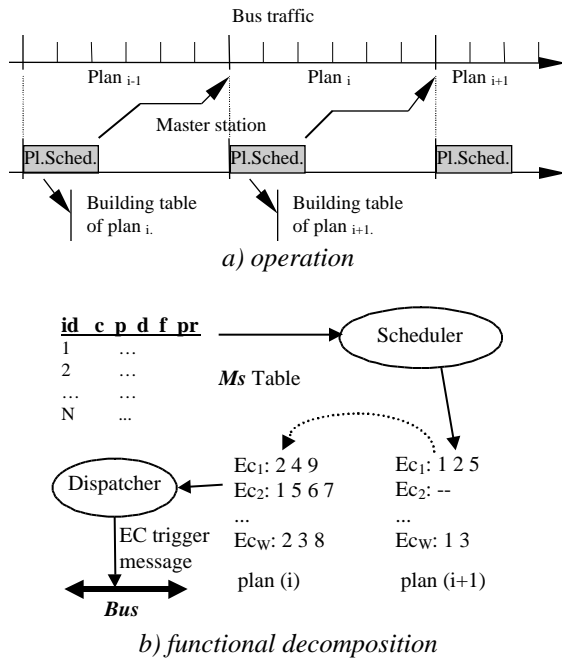 Bus traffic
Plan i-1 Plan i Plan i+1
Master station
Pl.Sched. Pl.Sched. Pl.Sched.
Building table Building table
of plan i. of plan i+1.
a) operation
id c p d f pr
1 …
2 …
… …
N ...
Ms Table
Scheduler
Dispatcher
Ec1: 2 4 9 Ec1: 1 2 5
Ec2: 1 5 6 7 Ec2: --
... ...
EcW: 2 3 8 EcW: 1 3
EC trigger
message
plan (i) plan (i+1)
Bus
b) functional decomposition